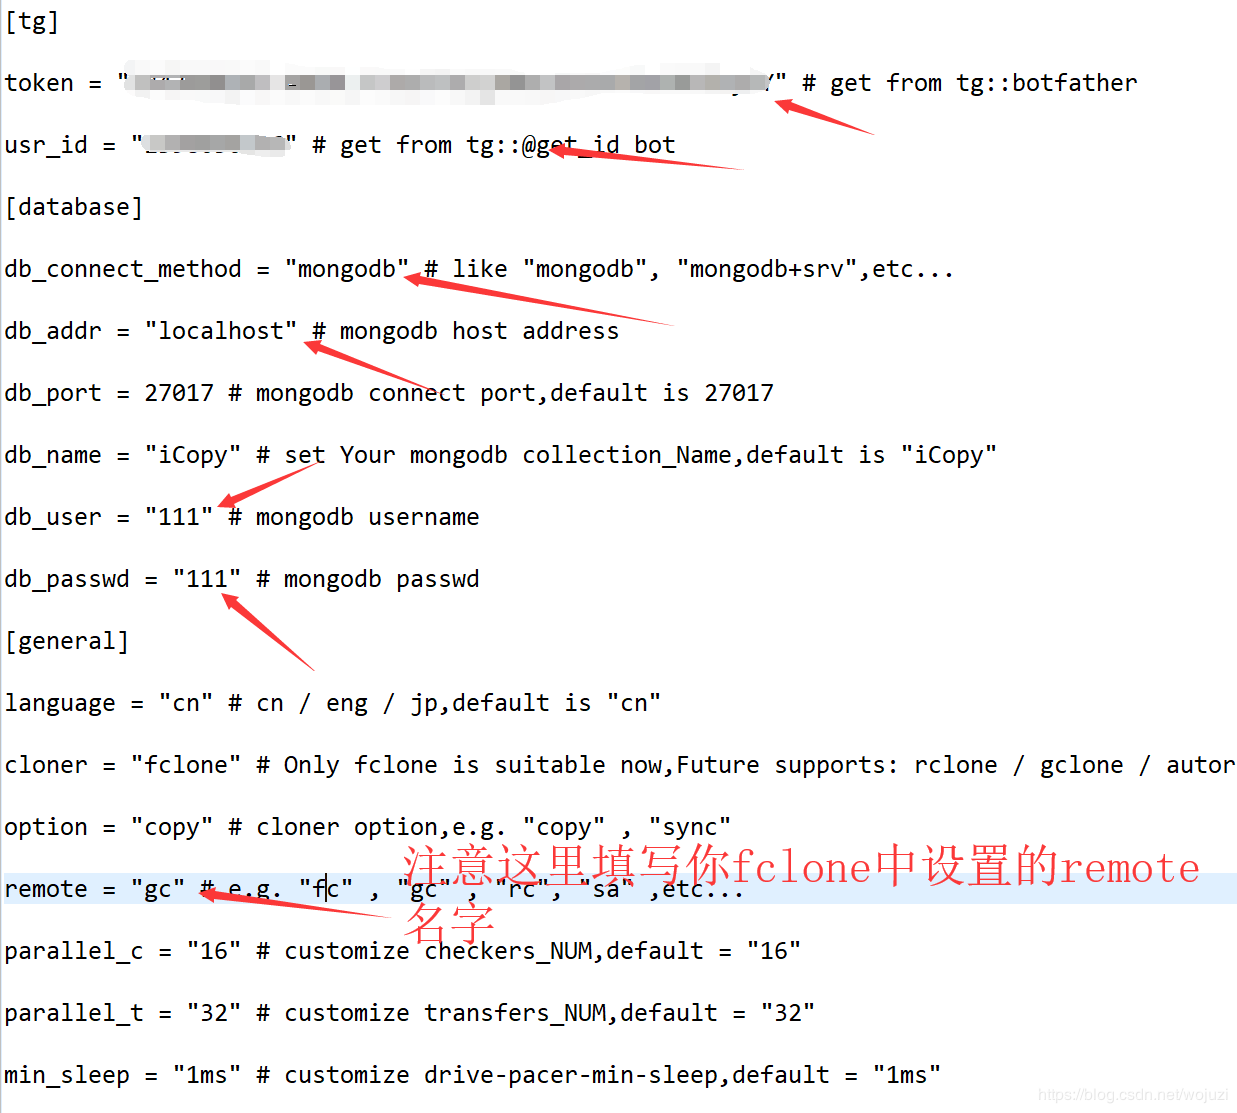 [tg]
token = " " # get from tg::botfather
usr_id = " " # get from tg::@get_id bot
[database]
db_connect_method = "mongodb" # like "mongodb", "mongodb+srv",etc...
db_addr = "localhost" # mongodb host address
db_port = 27017 # mongodb connect port,default is 27017
db_name = "iCopy" # set Your mongodb collection_Name,default is "iCopy"
db_user = "111" # mongodb username
db_passwd = "111" # mongodb passwd
[general]
language = "cn" # cn / eng / jp,default is "cn"
cloner = "fclone" # Only fclone is suitable now,Future supports: rclone / gclone / autor
option = "copy" # cloner option,e.g. "copy" , "sync"
注意这里填写你fclone中设置的remote
remote = "gc" # e.g. "fc" , "gc" , "rc", "sa" ,etc...
名字
parallel_c = "16" # customize checkers_NUM,default = "16"
parallel_t = "32" # customize transfers_NUM,default = "32"
min_sleep = "1ms" # customize drive-pacer-min-sleep,default = "1ms"
https://blog.csdn.net/wojuzi